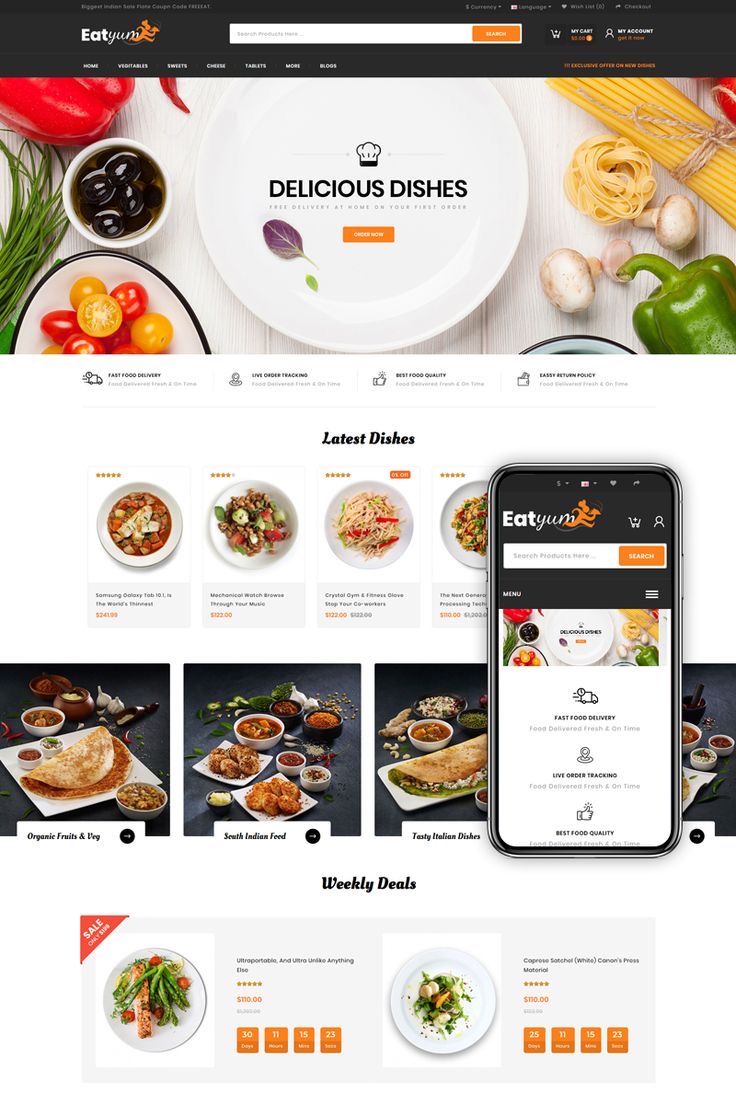 Biggest Indian Sale Flate Coupn Code FREEEAT.
$ Currency
Language
Wish List (0)
Checkout
Eatyum
Search Products Here ...
SEARCH
MY CART
$0.00 0
MY ACCOUNT
get it now
HOME
VEGITABLES
SWEETS
CHEESE
TABLETS
MORE
BLOGS
!!! EXCLUSIVE OFFER ON NEW DISHES
DELICIOUS DISHES
FREE DELIVERY AT HOME ON YOUR FIRST ORDER
ORDER NOW
FAST FOOD DELIVERY
Food Delivered Fresh & On Time
LIVE ORDER TRACKING
Food Delivered Fresh & On Time
BEST FOOD QUALITY
Food Delivered Fresh & On Time
EASSY RETURN POLICY
Food Delivered Fresh & On Time
Latest Dishes
0% Off
Samsung Galaxy Tab 10.1, Is
The World's Thinnest
$241.99
Mechanical Watch Browse
Through Your Music
$122.00
Crystal Gym & Fitness Glove
Stop Your Co-workers
$122.00 $122.00
The Next Genera
Processing Techn
$110.00 $1,202.0
$
Eatyum
Search Products Here ...
SEARCH
MENU
DELICIOUS DISHES
FAST FOOD DELIVERY
Food Delivered Fresh & On Time
LIVE ORDER TRACKING
Food Delivered Fresh & On Time
BEST FOOD QUALITY
Food Delivered Fresh & On Time
Organic Fruits & Veg
South Indian Food
Tasty Italian Dishes
Weekly Deals
SALE
ONLY $199
Ultraportable, And Ultra Unlike Anything
Else
$110.00
$1,202.00
30
Days
11
Hours
15
Mins
23
Secs
Caprese Satchel (White) Canon's Press
Material
$110.00
25
Days
11
Hours
15
Mins
23
Secs